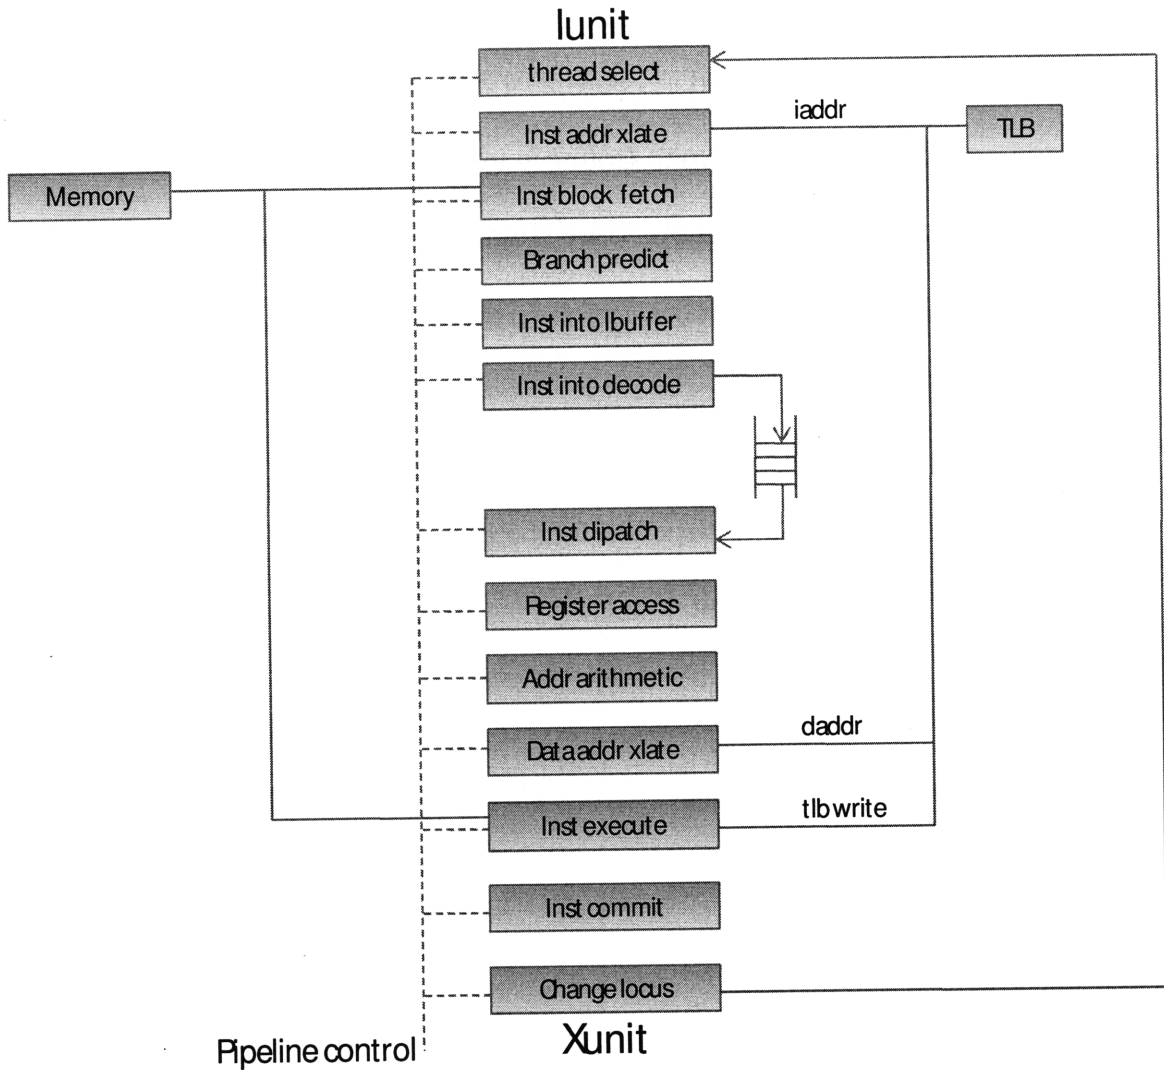 Iunit
thread select
iaddr
Inst addr xlate
TLB
Memory
Inst block fetch
Branch predict
Inst into Ibuffer
Inst into decode
Inst dipatch
Register access
Addr arithmetic
daddr
Data addr xlate
tlb write
Inst execute
Inst commit
Change locus
Xunit
Pipeline control